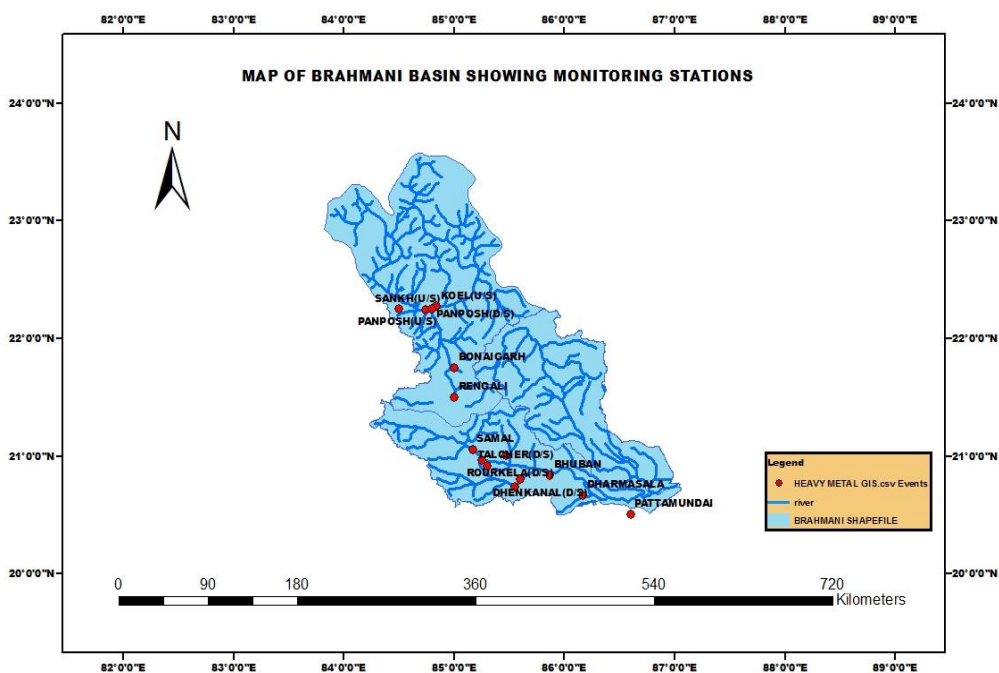 82°0'0"E 83°0'0"E 84°0'0"E 85°0'0"E 86°0'0"E 87°0'0"E 88°0'0"E 89°0'0"E
MAP OF BRAHMANI BASIN SHOWING MONITORING STATIONS
24°0'0"N 24°0'0"N
N
23°0'0"N 23°0'0"N
SANKH(U/S) KOEL(U/S)
PANPOSH(U/S) PANPOSH(D/S)
22°0'0"N 22°0'0"N
BONAIGARH
RENGALI
21°0'0"N 21°0'0"N
SAMAL
TALCHER(D/S)
ROURKELA(D/S) BHUBAN
DHENKANAL(D/S) DHARMASALA
PATTAMUNDAI
Legend
HEAVY METAL GIS.csv Events
river
BRAHMANI SHAPEFILE
20°0'0"N 20°0'0"N
0 90 180 360 540 720
Kilometers
82°0'0"E 83°0'0"E 84°0'0"E 85°0'0"E 86°0'0"E 87°0'0"E 88°0'0"E 89°0'0"E